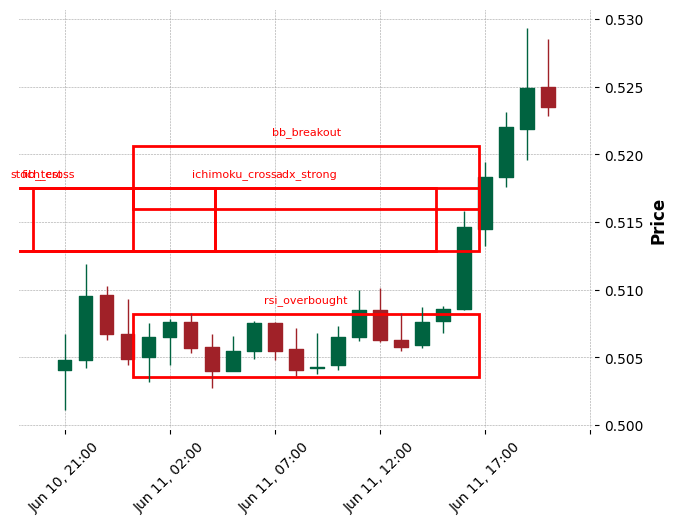 0.530
0.525
bb_breakout
0.520
stoch_cross
ichimoku_cross
adx_strong
0.515
Price
rsi_overbought
0.510
0.505
0.500
Jun 10, 21:00
Jun 11, 02:00
Jun 11, 07:00
Jun 11, 12:00
Jun 11, 17:00